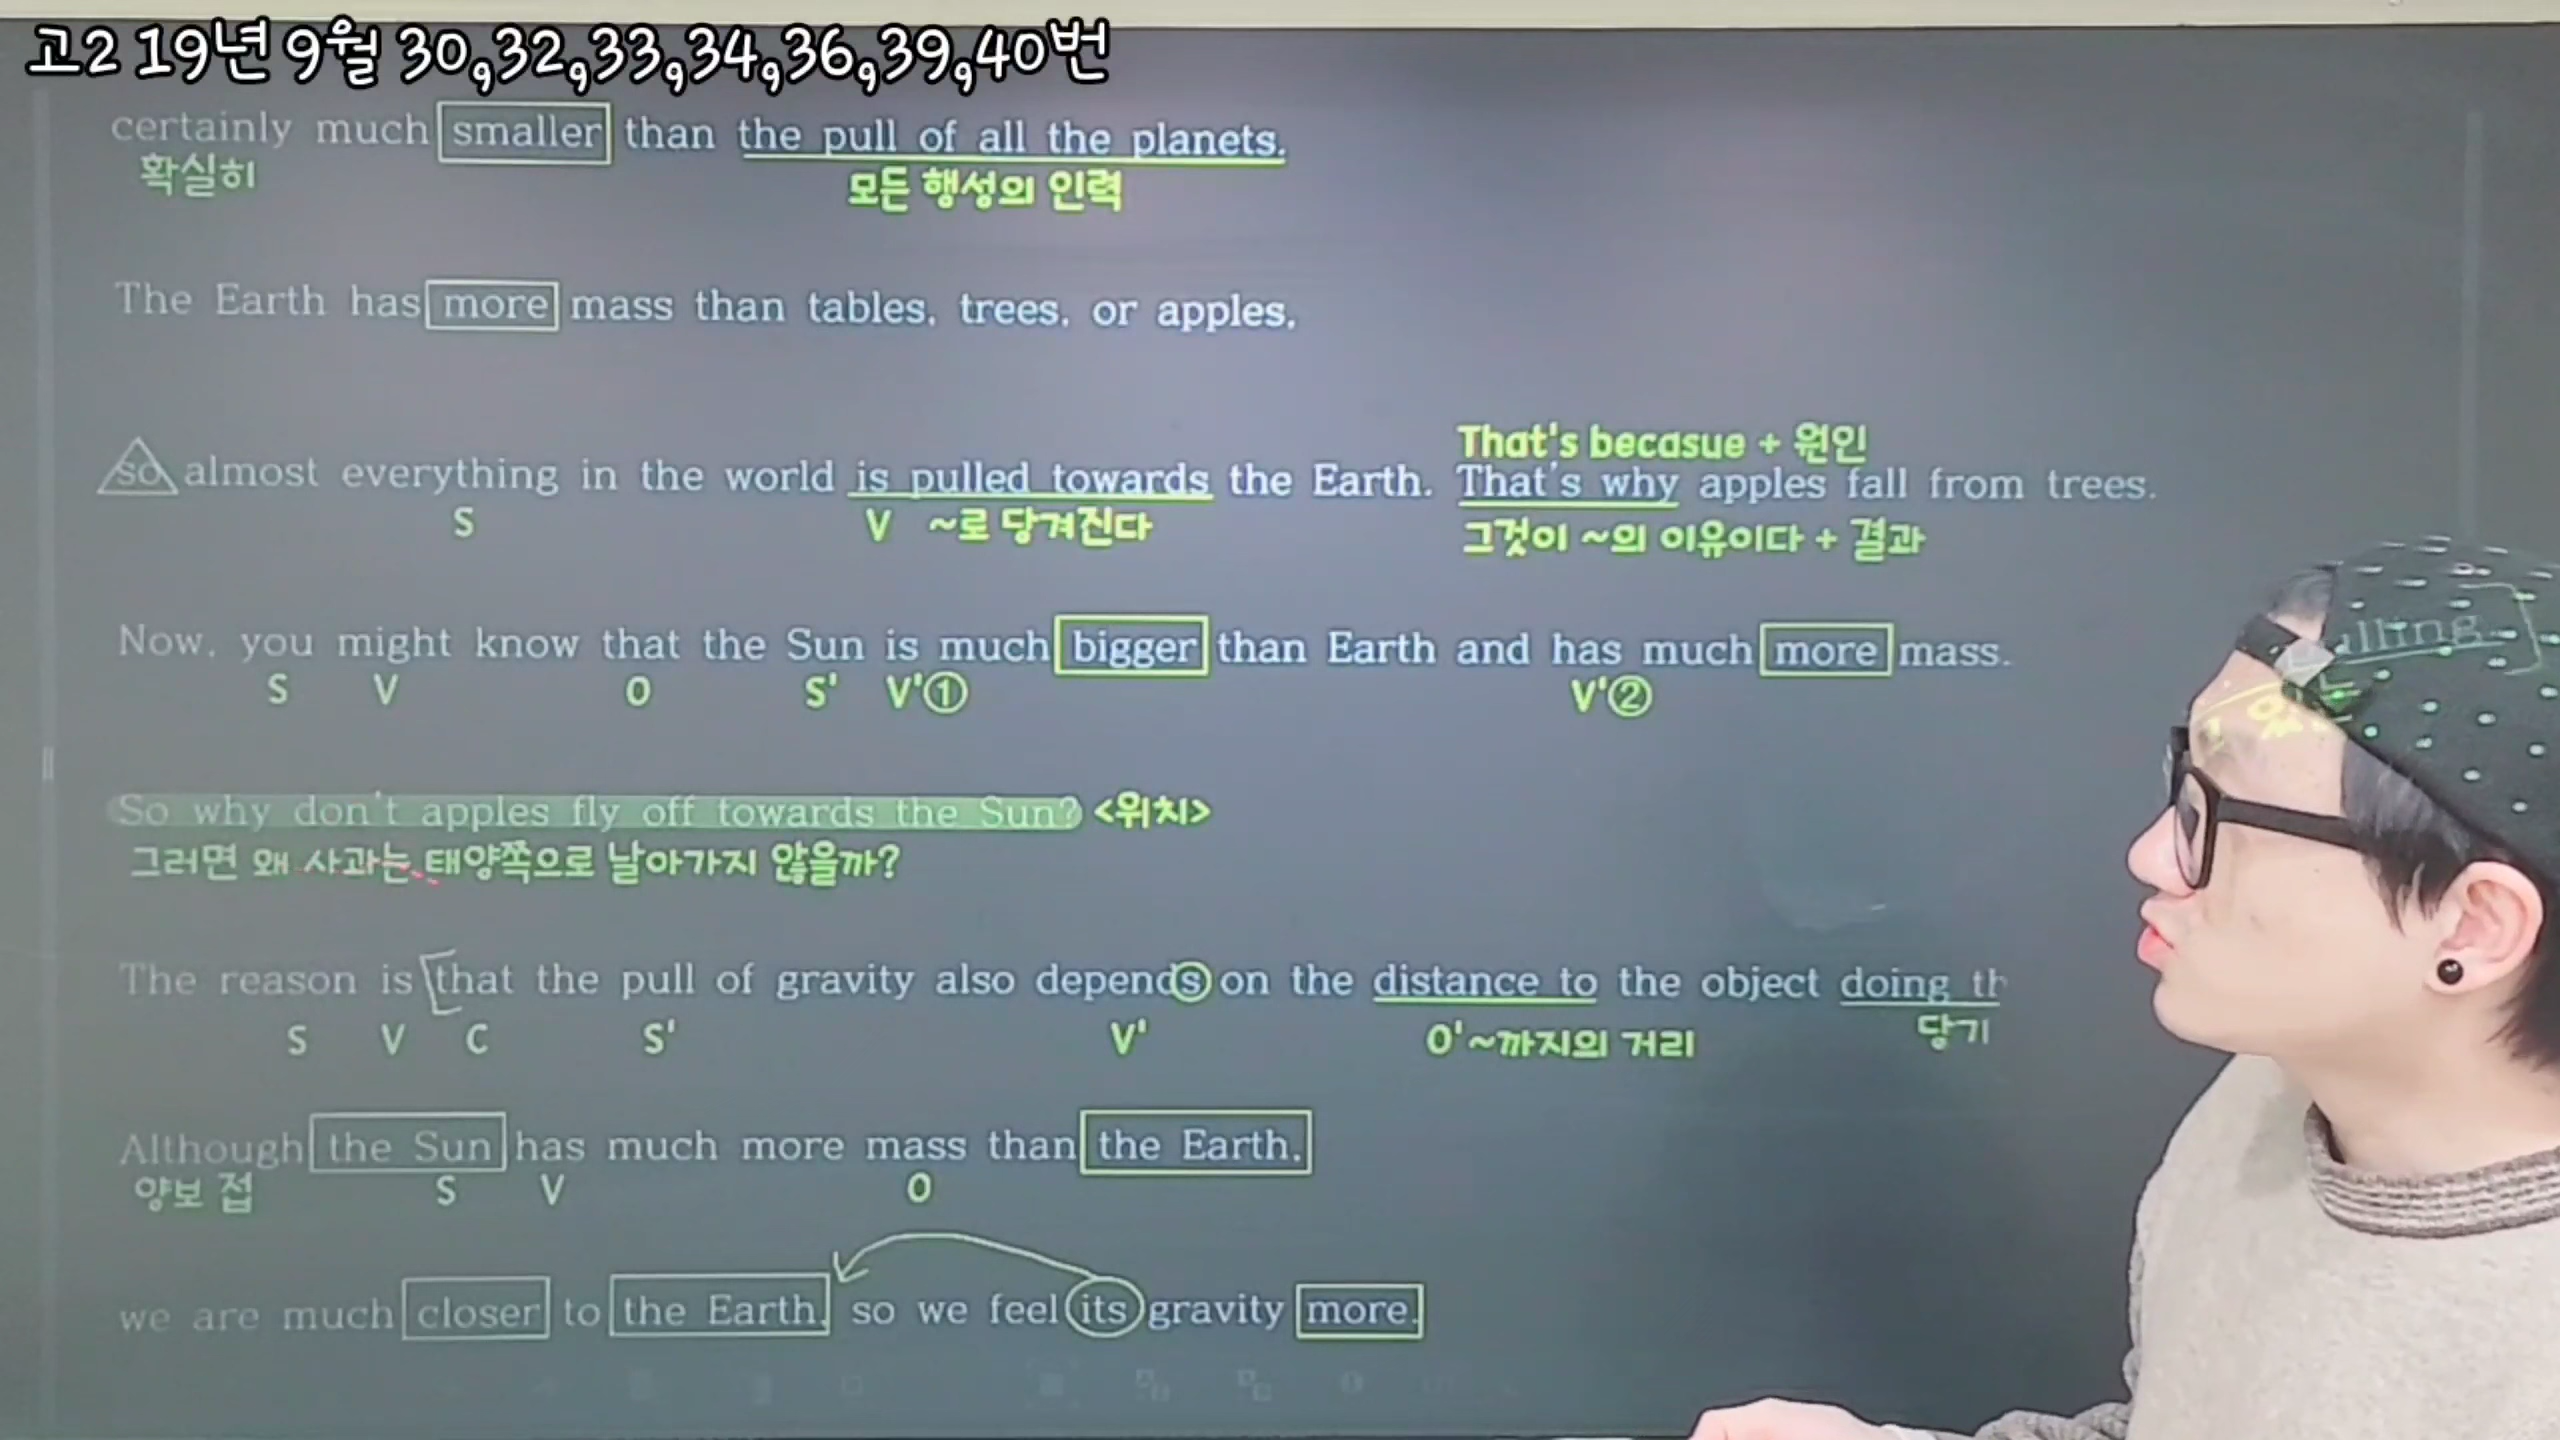 고2 19년 9월 30,32,33,34,36,39,40번
certainly much smaller than the pull of all the planets.
확실히 모든 행성의 인력
The Earth has more mass than tables, trees, or apples,
That's becasue + 원인
so almost everything in the world is pulled towards the Earth. That's why apples fall from trees.
S V ~로 당겨진다 그것이 ~의 이유이다 + 결과
Now, you might know that the Sun is much bigger than Earth and has much more mass.
S V O S' V'① V'②
So why don't apples fly off towards the Sun? <위치>
그러면 왜 사과는 태양쪽으로 날아가지 않을까?
The reason is that the pull of gravity also depends on the distance to the object doing
S V C S' V' O'~까지의 거리 당기
Although the Sun has much more mass than the Earth,
양보 접 S V O
we are much closer to the Earth, so we feel its gravity more.